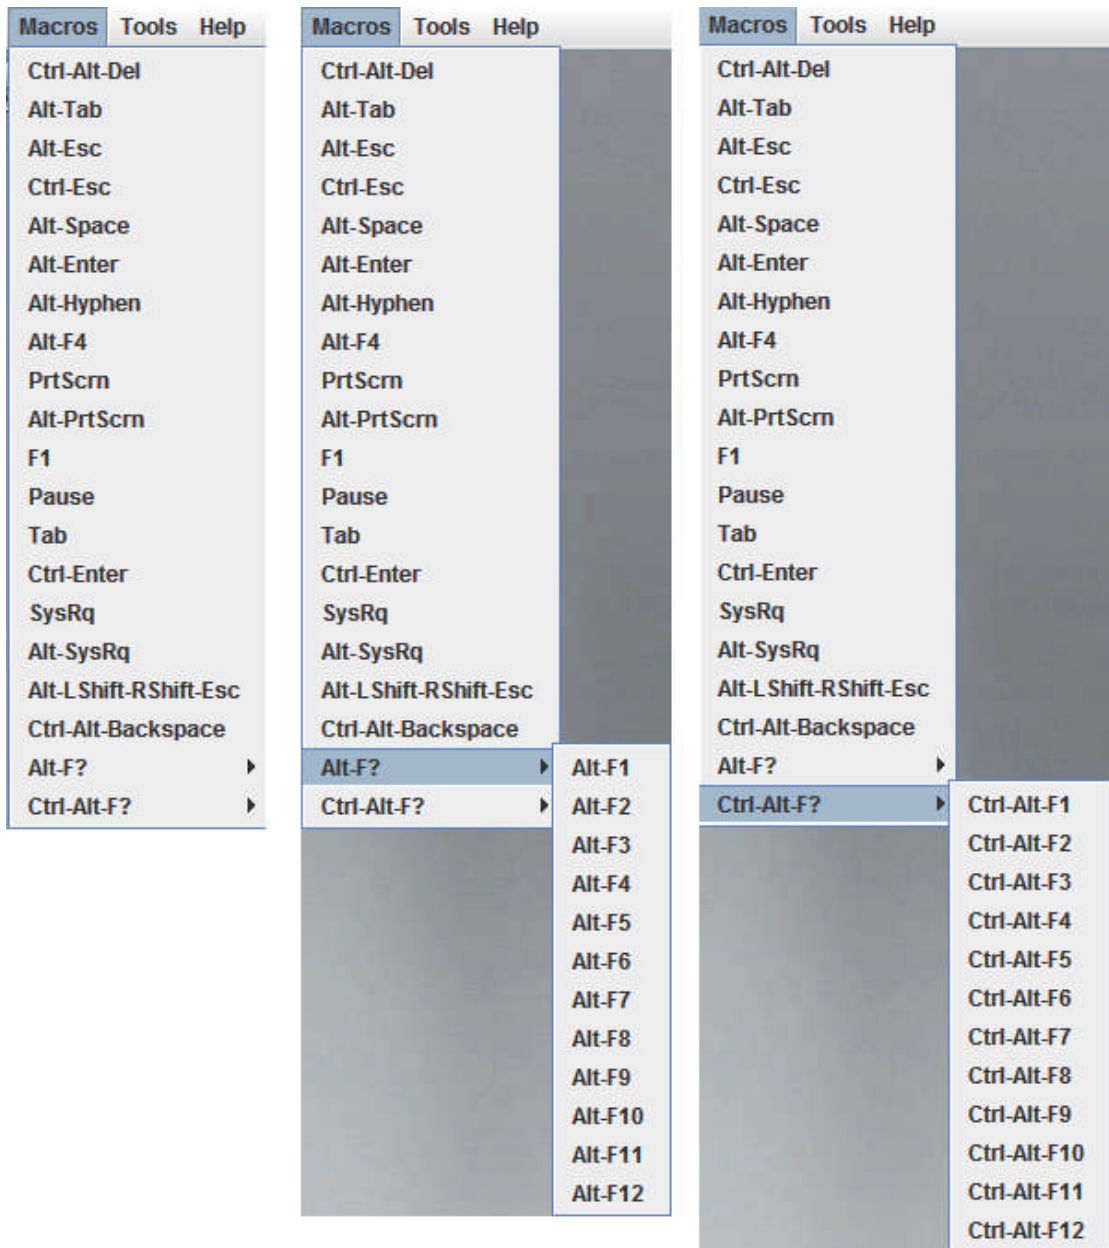 Macros Tools Help
Ctrl-Alt-Del
Alt-Tab
Alt-Esc
Ctrl-Esc
Alt-Space
Alt-Enter
Alt-Hyphen
Alt-F4
PrtScrn
Alt-PrtScrn
F1
Pause
Tab
Ctrl-Enter
SysRq
Alt-SysRq
Alt-LShift-RShift-Esc
Ctrl-Alt-Backspace
Alt-F?
Ctrl-Alt-F?
Macros Tools Help
Ctrl-Alt-Del
Alt-Tab
Alt-Esc
Ctrl-Esc
Alt-Space
Alt-Enter
Alt-Hyphen
Alt-F4
PrtScrn
Alt-PrtScrn
F1
Pause
Tab
Ctrl-Enter
SysRq
Alt-SysRq
Alt-LShift-RShift-Esc
Ctrl-Alt-Backspace
Alt-F?
Ctrl-Alt-F?
Alt-F1
Alt-F2
Alt-F3
Alt-F4
Alt-F5
Alt-F6
Alt-F7
Alt-F8
Alt-F9
Alt-F10
Alt-F11
Alt-F12
Macros Tools Help
Ctrl-Alt-Del
Alt-Tab
Alt-Esc
Ctrl-Esc
Alt-Space
Alt-Enter
Alt-Hyphen
Alt-F4
PrtScrn
Alt-PrtScrn
F1
Pause
Tab
Ctrl-Enter
SysRq
Alt-SysRq
Alt-LShift-RShift-Esc
Ctrl-Alt-Backspace
Alt-F?
Ctrl-Alt-F?
Ctrl-Alt-F1
Ctrl-Alt-F2
Ctrl-Alt-F3
Ctrl-Alt-F4
Ctrl-Alt-F5
Ctrl-Alt-F6
Ctrl-Alt-F7
Ctrl-Alt-F8
Ctrl-Alt-F9
Ctrl-Alt-F10
Ctrl-Alt-F11
Ctrl-Alt-F12